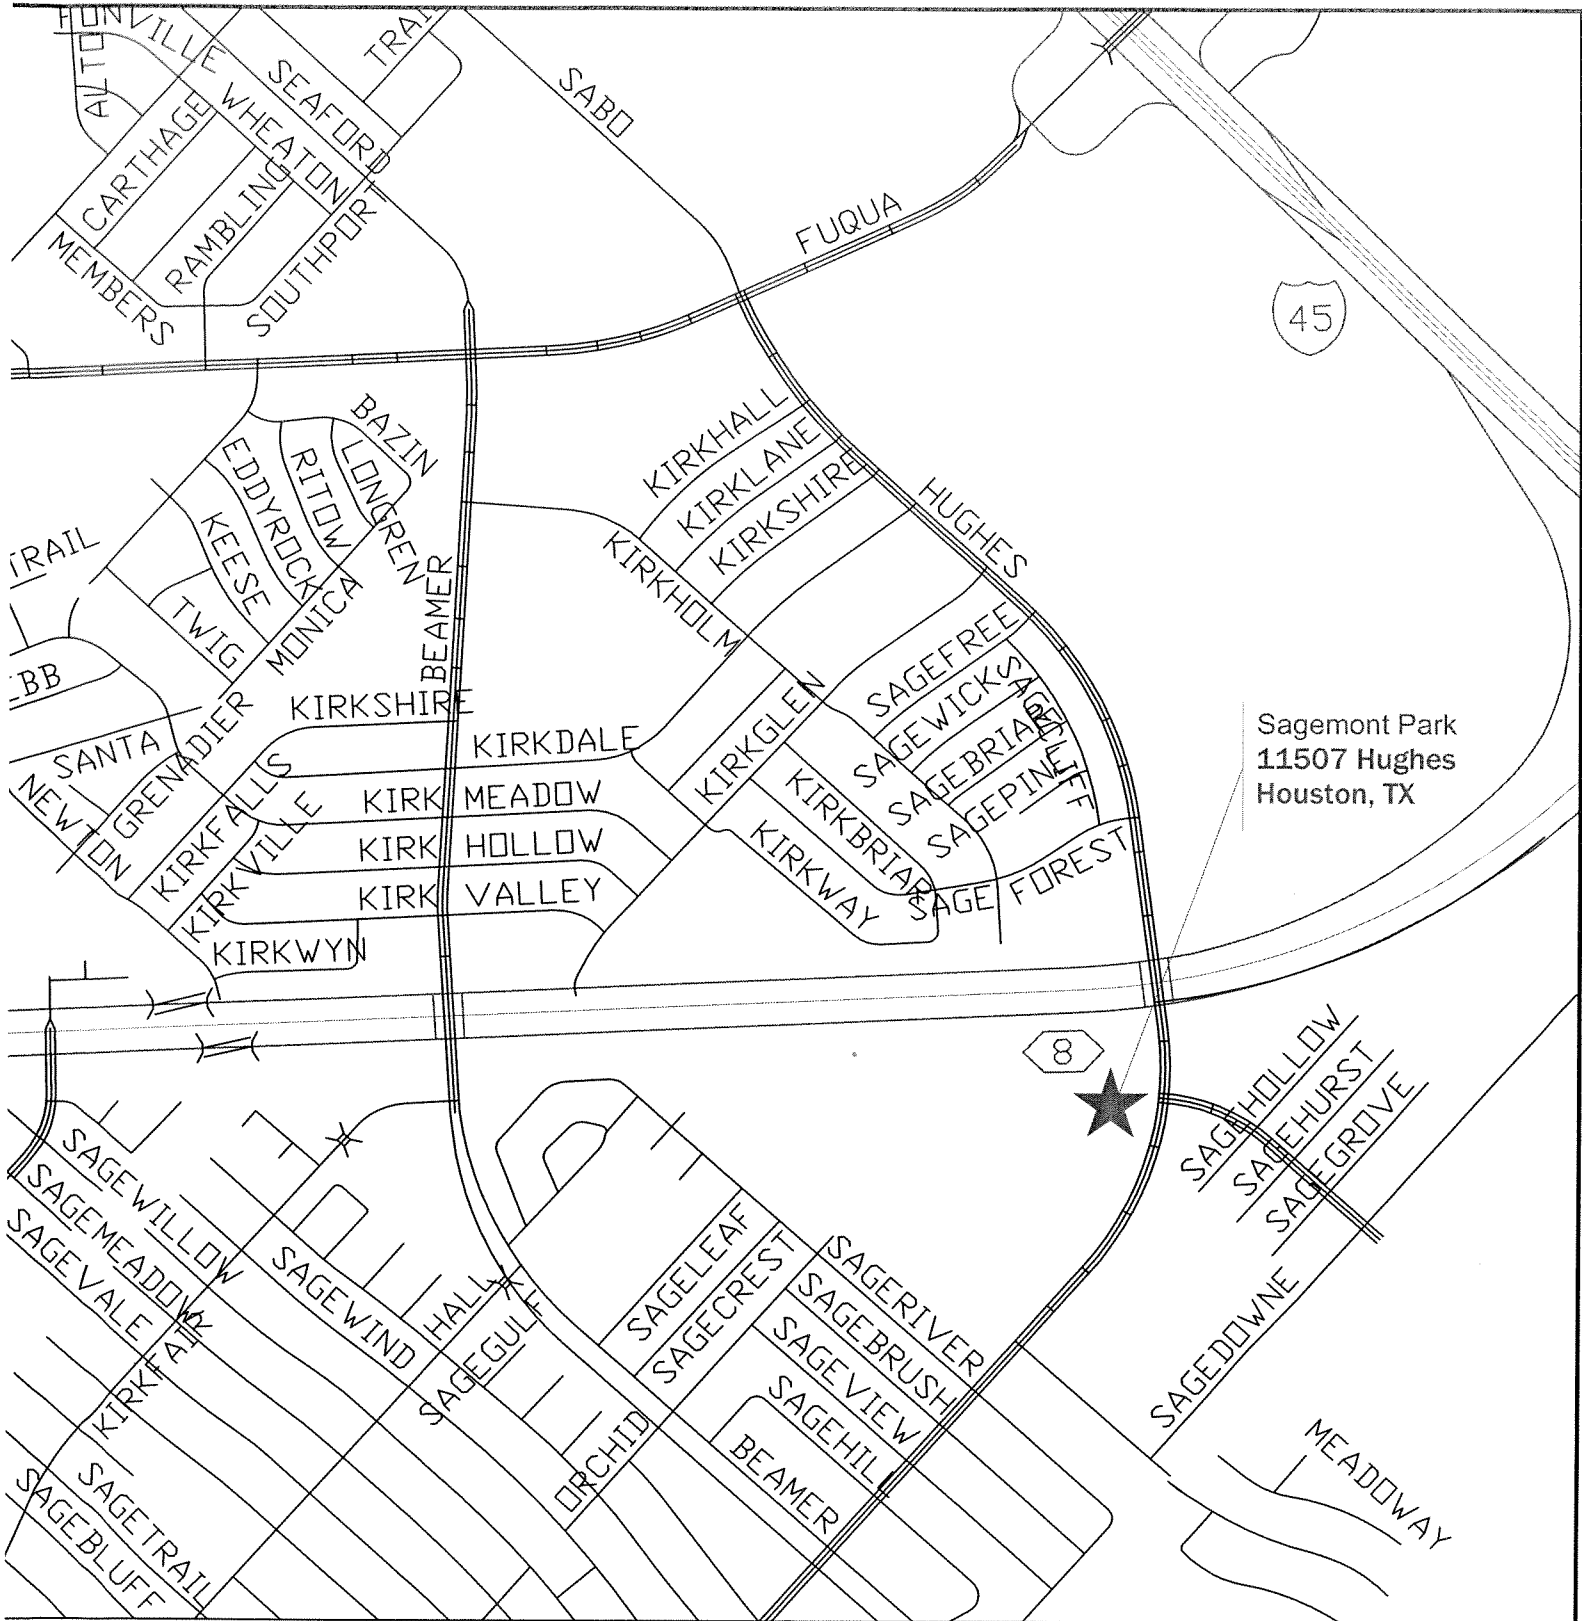 FONVILLE
ALTON
CARTHAGE
WHEATON
SEAFORD
TRAIL
SABO
RAMBLING
MEMBERS
SOUTHPORT
FUQUA
45
BAZIN
EDDYROCK
RITOW
LONGREN
KEESE
TRAIL
TWIG
MONICA
BEAMER
KIRKHALL
KIRKLANE
KIRKSHIRE
HUGHES
KIRKHOLM
SAGEFREE
SAGEWICK
SAGECLIFF
SAGEBRIAR
SAGEPINE
SANTA
GRENADIER
NEWTON
KIRKSHIRE
KIRKDALE
KIRK MEADOW
KIRK HOLLOW
KIRK VALLEY
KIRKWYN
KIRKFALLS
KIRKVILLE
KIRKGLEN
KIRKBRIAR
KIRKWAY
SAGE FOREST
Sagemont Park
11507 Hughes
Houston, TX
8
SAGEHOLLOW
SAGEHURST
SAGEGROVE
SAGEWILLOW
SAGEMEADOW
SAGEVALE
KIRKFAIR
SAGEWIND
HALL
SAGEGULF
SAGELEAF
SAGECREST
SAGERIVER
SAGEBRUSH
SAGEVIEW
SAGEHILL
BEAMER
ORCHID
SAGEDOWNE
MEADOWAY
SAGETRAIL
SAGEBLUFF